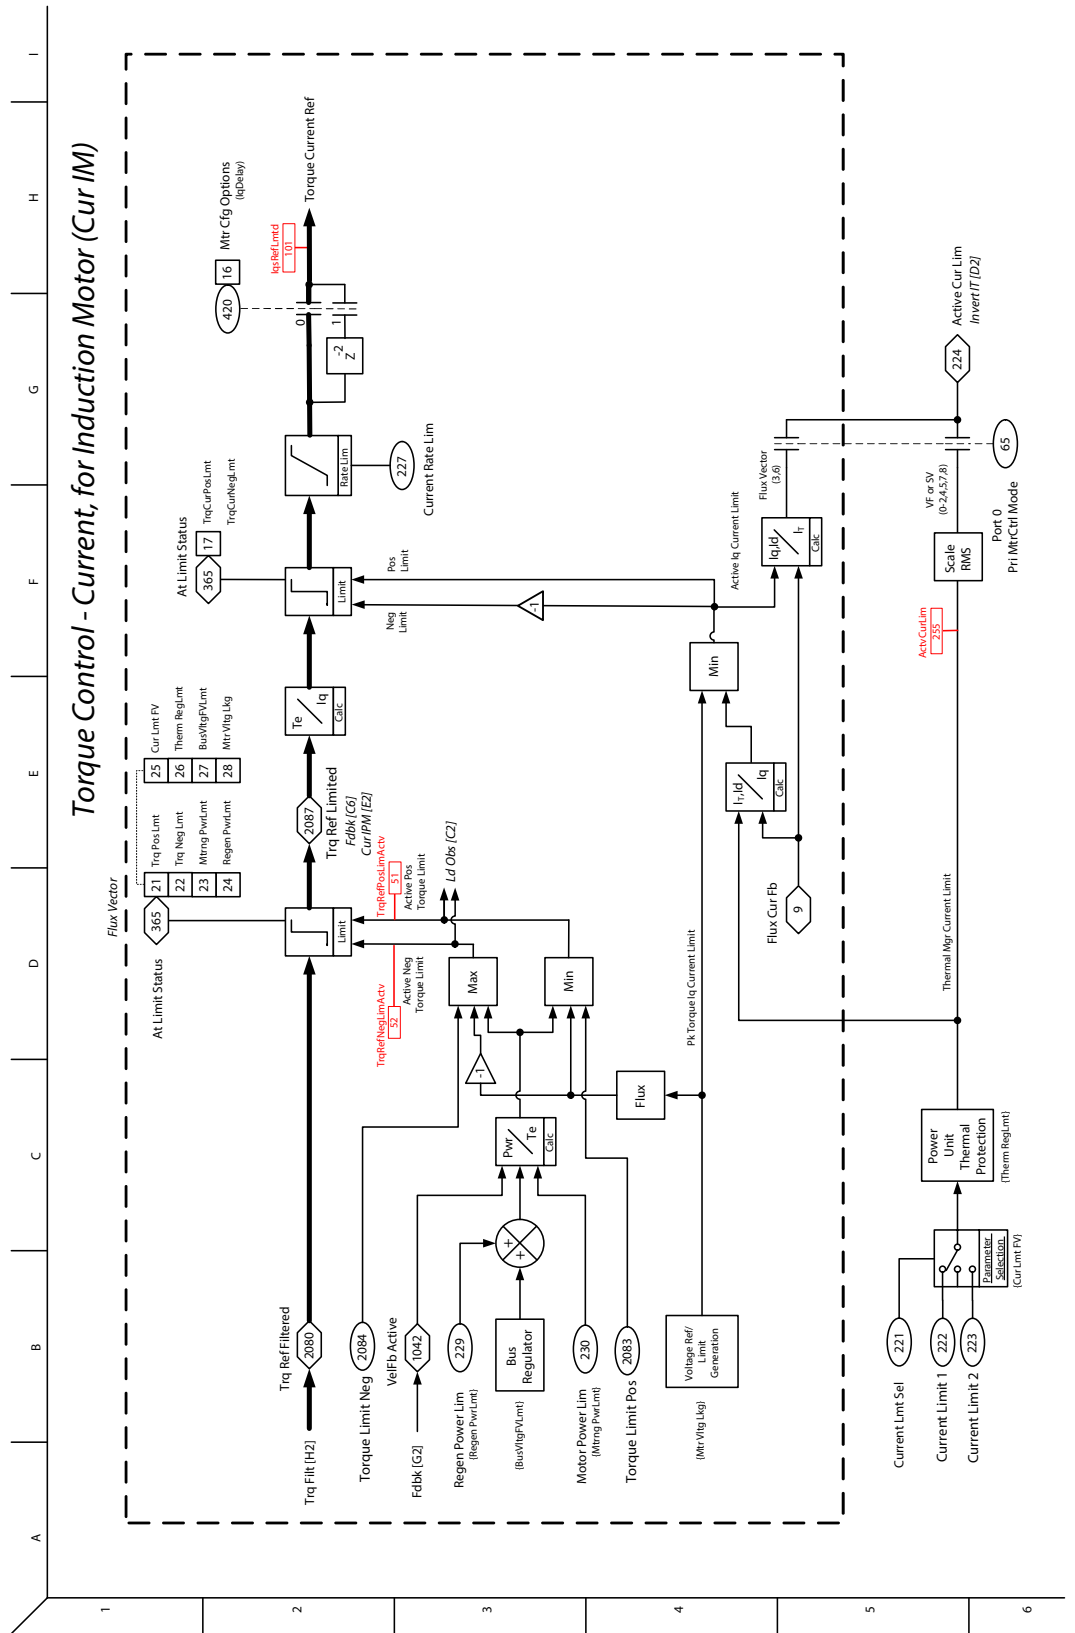 Torque Control - Current, for Induction Motor (Cur IM)
A
B
C
D
E
F
G
H
I
1
2
3
4
5
6
Flux Vector
At Limit Status
365
21 Trq PosLmt
22 Trq Neg Lmt
23 Mtrng PwrLmt
24 Regen PwrLmt
25 Cur Lmt FV
26 Therm RegLmt
27 BusVltgFVLmt
28 MtrVltg Lkg
At Limit Status
365
17
TrqCurPosLmt
TrqCurNegLmt
420
16
Mtr Cfg Options
(IqDelay)
Trq Filt [H2]
Trq Ref Filtered
2080
Limit
2087
Trq Ref Limited
Fdbk [C6]
Cur IPM [E2]
Te
Iq
Calc
Limit
Neg
Limit
Pos
Limit
Rate Lim
227
Current Rate Lim
Z
-2
0
1
IqsRefLmtd
101
Torque Current Ref
Torque Limit Neg
2084
Fdbk [G2]
VelFb Active
1042
Regen Power Lim
(Regen PwrLmt)
229
Bus
Regulator
(BusVltgFVLmt)
Motor Power Lim
(Mtrng PwrLmt)
230
Torque Limit Pos
2083
+
+
Pwr
Te
Calc
-1
Max
Min
TrqRefNegLimActv
52
Active Neg
Torque Limit
TrqRefPosLimActv
51
Active Pos
Torque Limit
Ld Obs [C2]
Voltage Ref/
Limit
Generation
(Mtr Vltg Lkg)
Flux
Pk Torque Iq Current Limit
Min
-1
Active Iq Current Limit
IT,Id
Iq
Calc
Flux Cur Fb
9
Iq,Id
IT
Calc
Flux Vector
(3,6)
Current Lmt Sel
221
Current Limit 1
222
Current Limit 2
223
Parameter
Selection
(Cur Lmt FV)
Power
Unit
Thermal
Protection
(Therm RegLmt)
Thermal Mgr Current Limit
ActvCurLim
255
Scale
RMS
VF or SV
(0-2,4,5,7,8)
Port 0
Pri MtrCtrl Mode
65
224
Active Cur Lim
InvertIT [D2]